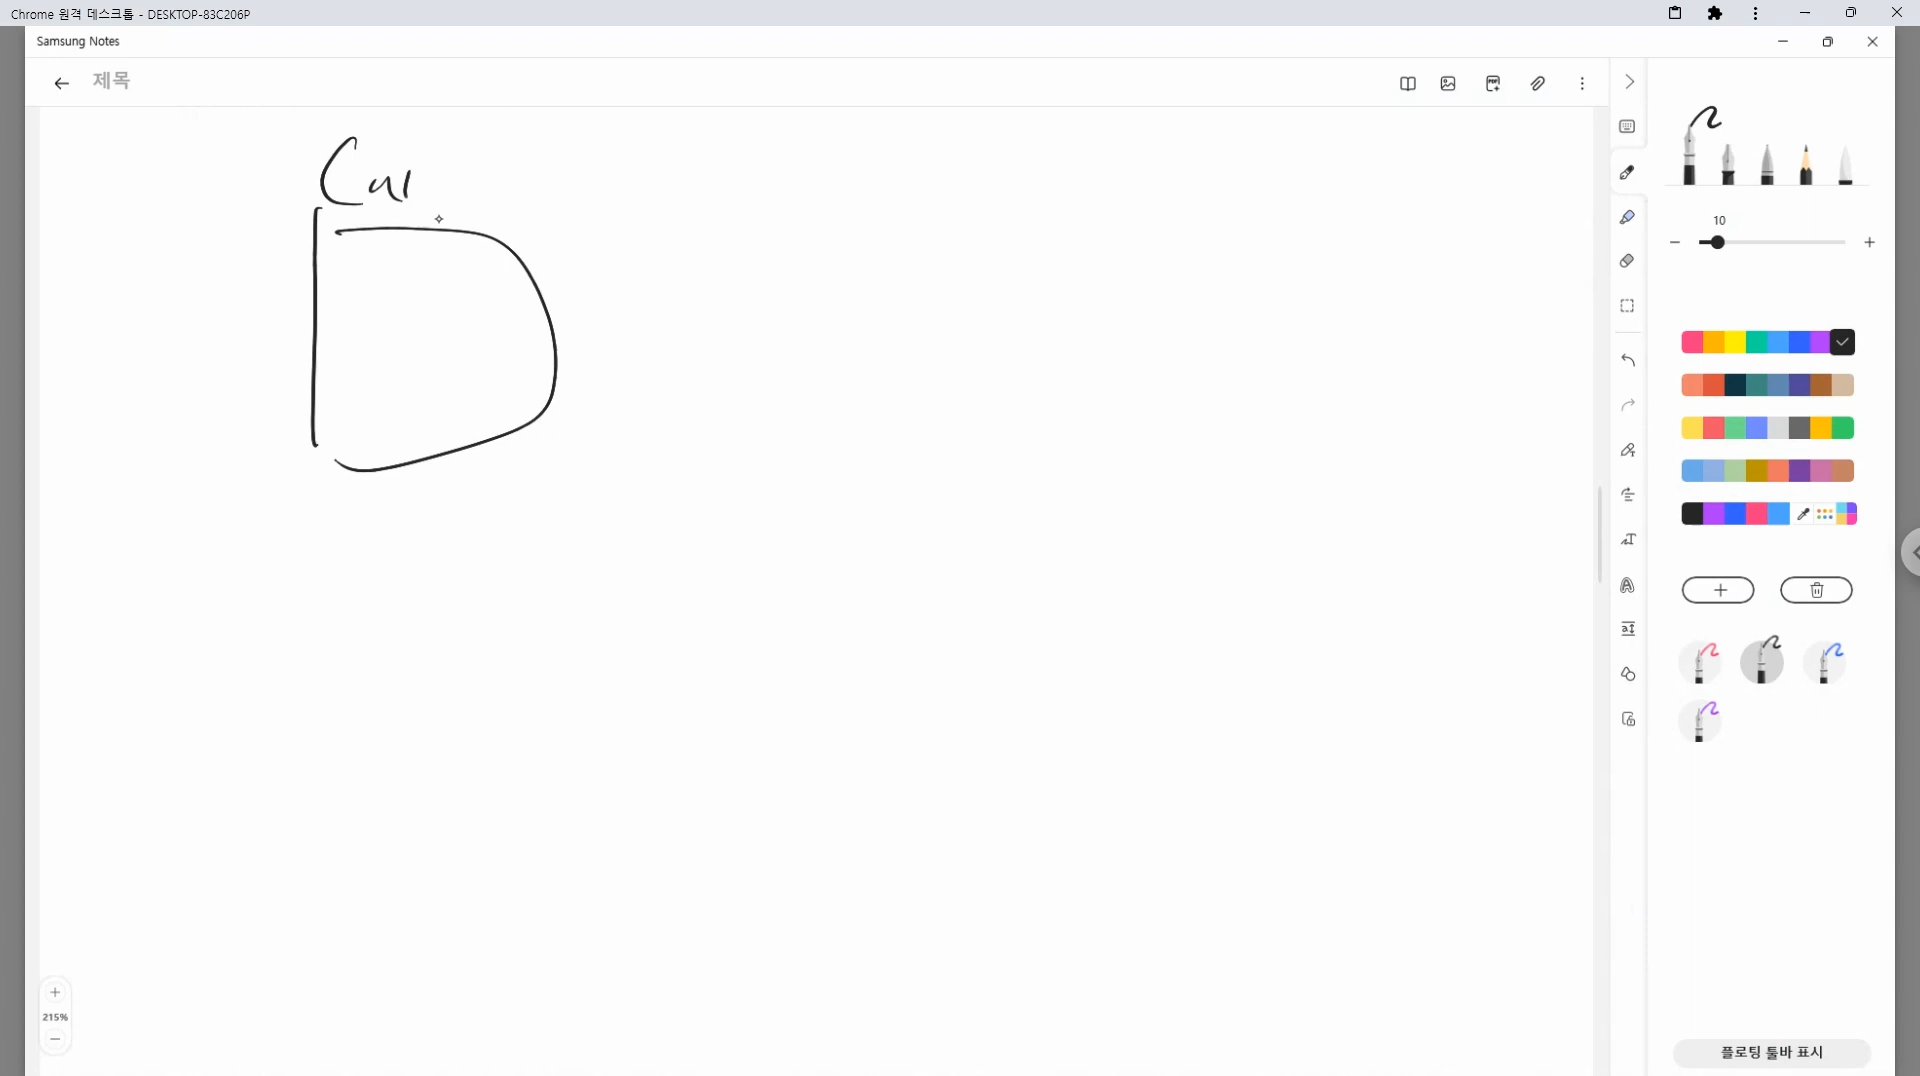 Chrome 원격 데스크톱 - DESKTOP-83C206P
Samsung Notes
제목
Cal
10
215%
플로팅 툴바 표시